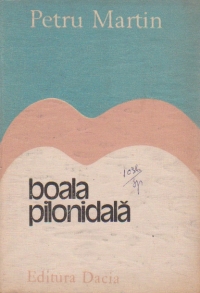 Petru Martin
boala
pilonidală
Editura Dacia